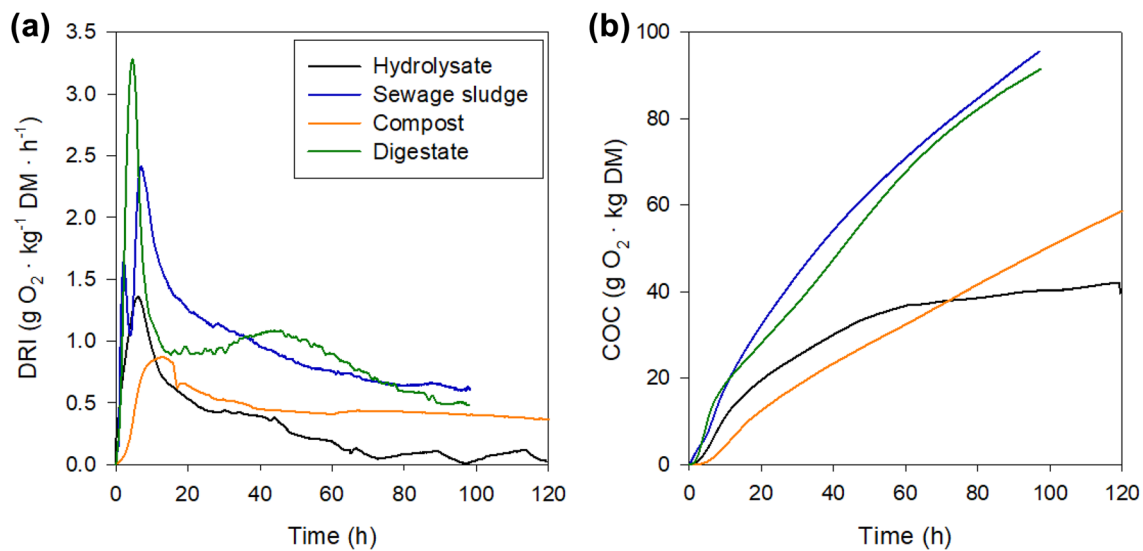 (a)
3.5
3.0
2.5
2.0
1.5
1.0
0.5
0.0
DRI (g O₂ · kg⁻¹ DM · h⁻¹)
Hydrolysate
Sewage sludge
Compost
Digestate
0 20 40 60 80 100 120
Time (h)
(b)
100
80
60
40
20
0
COC (g O₂ · kg DM)
0 20 40 60 80 100 120
Time (h)